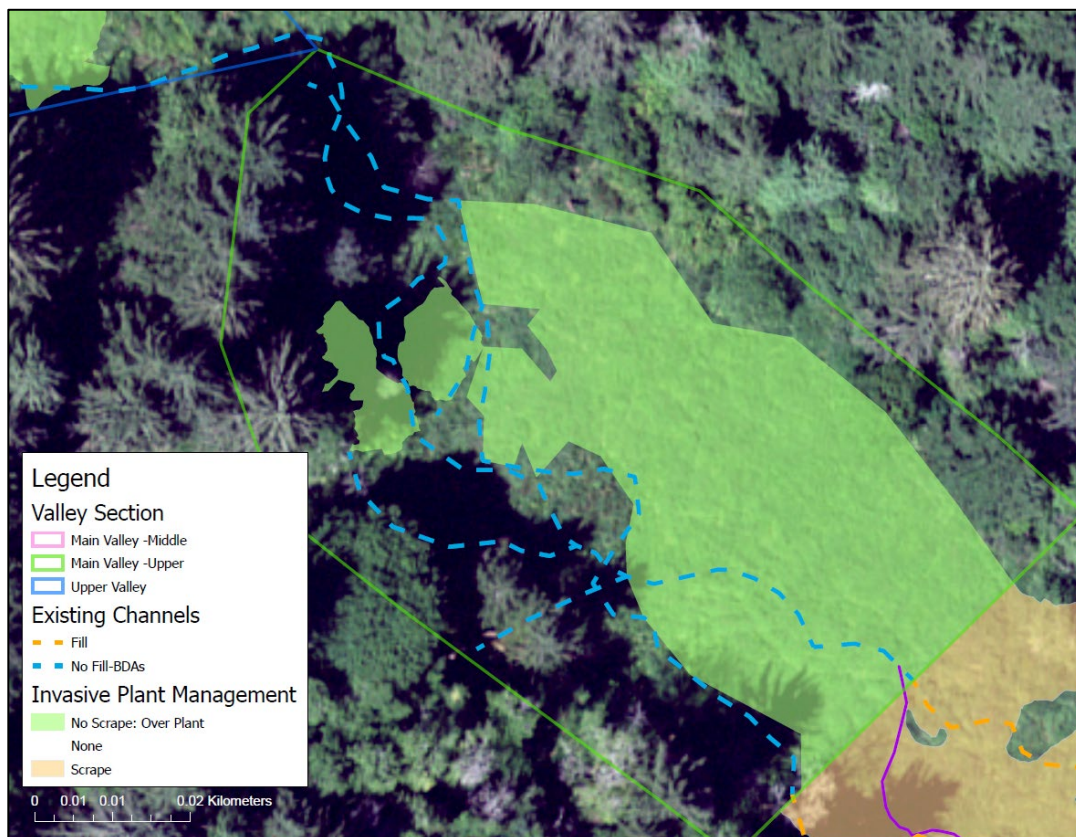 Legend
Valley Section
Main Valley -Middle
Main Valley -Upper
Upper Valley
Existing Channels
Fill
No Fill-BDAs
Invasive Plant Management
No Scrape: Over Plant
None
Scrape
0 0.01 0.01 0.02 Kilometers